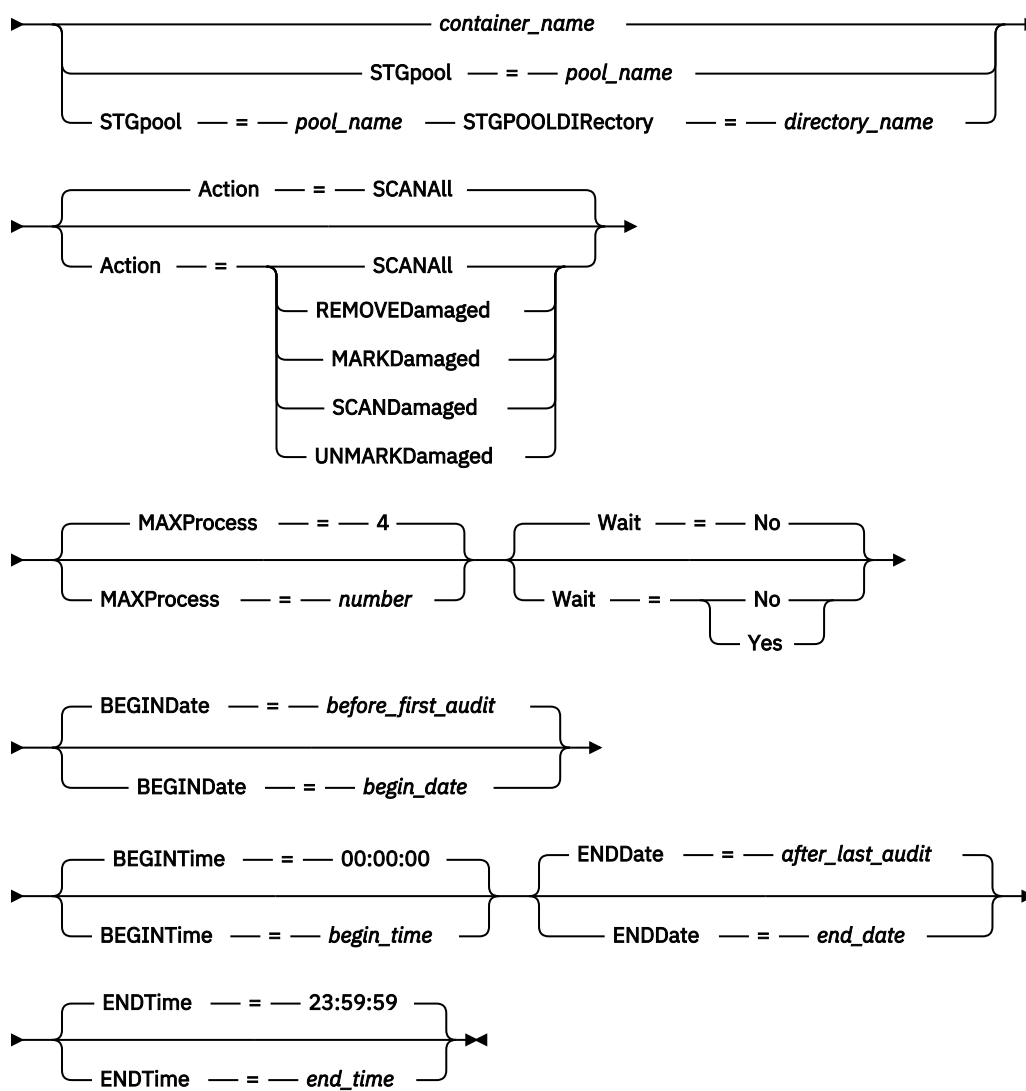 container_name
STGpool = pool_name
STGpool = pool_name STGPOOLDIRectory = directory_name
Action = SCANAll
Action = SCANAll
REMOVEDamaged
MARKDamaged
SCANDamaged
UNMARKDamaged
MAXProcess = 4 Wait = No
MAXProcess = number Wait = No
Yes
BEGINDate = before_first_audit
BEGINDate = begin_date
BEGINTime = 00:00:00 ENDDate = after_last_audit
BEGINTime = begin_time ENDDate = end_date
ENDTime = 23:59:59
ENDTime = end_time